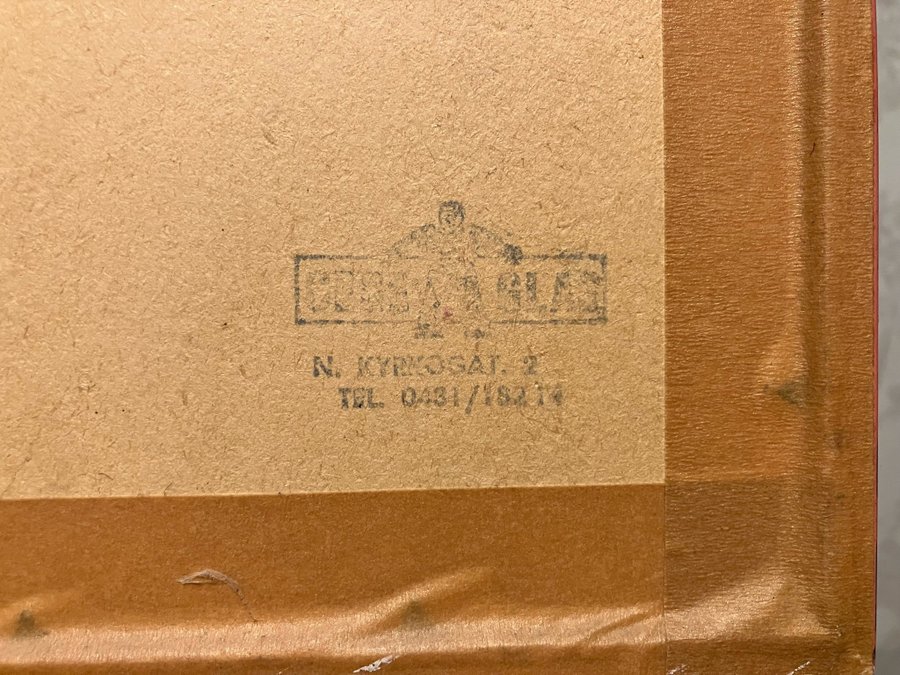 GLAS
N. KYRKOGAT. 2
TEL. 0431/182 14